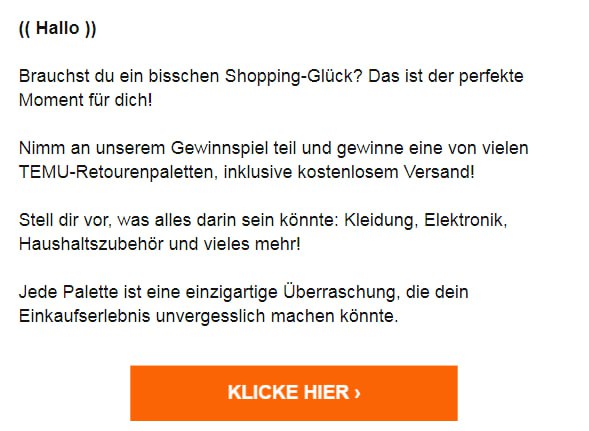 (( Hallo ))
Brauchst du ein bisschen Shopping-Glück? Das ist der perfekte
Moment für dich!
Nimm an unserem Gewinnspiel teil und gewinne eine von vielen
TEMU-Retourenpaletten, inklusive kostenlosem Versand!
Stell dir vor, was alles darin sein könnte: Kleidung, Elektronik,
Haushaltszubehör und vieles mehr!
Jede Palette ist eine einzigartige Überraschung, die dein
Einkaufserlebnis unvergesslich machen könnte.
KLICKE HIER ›